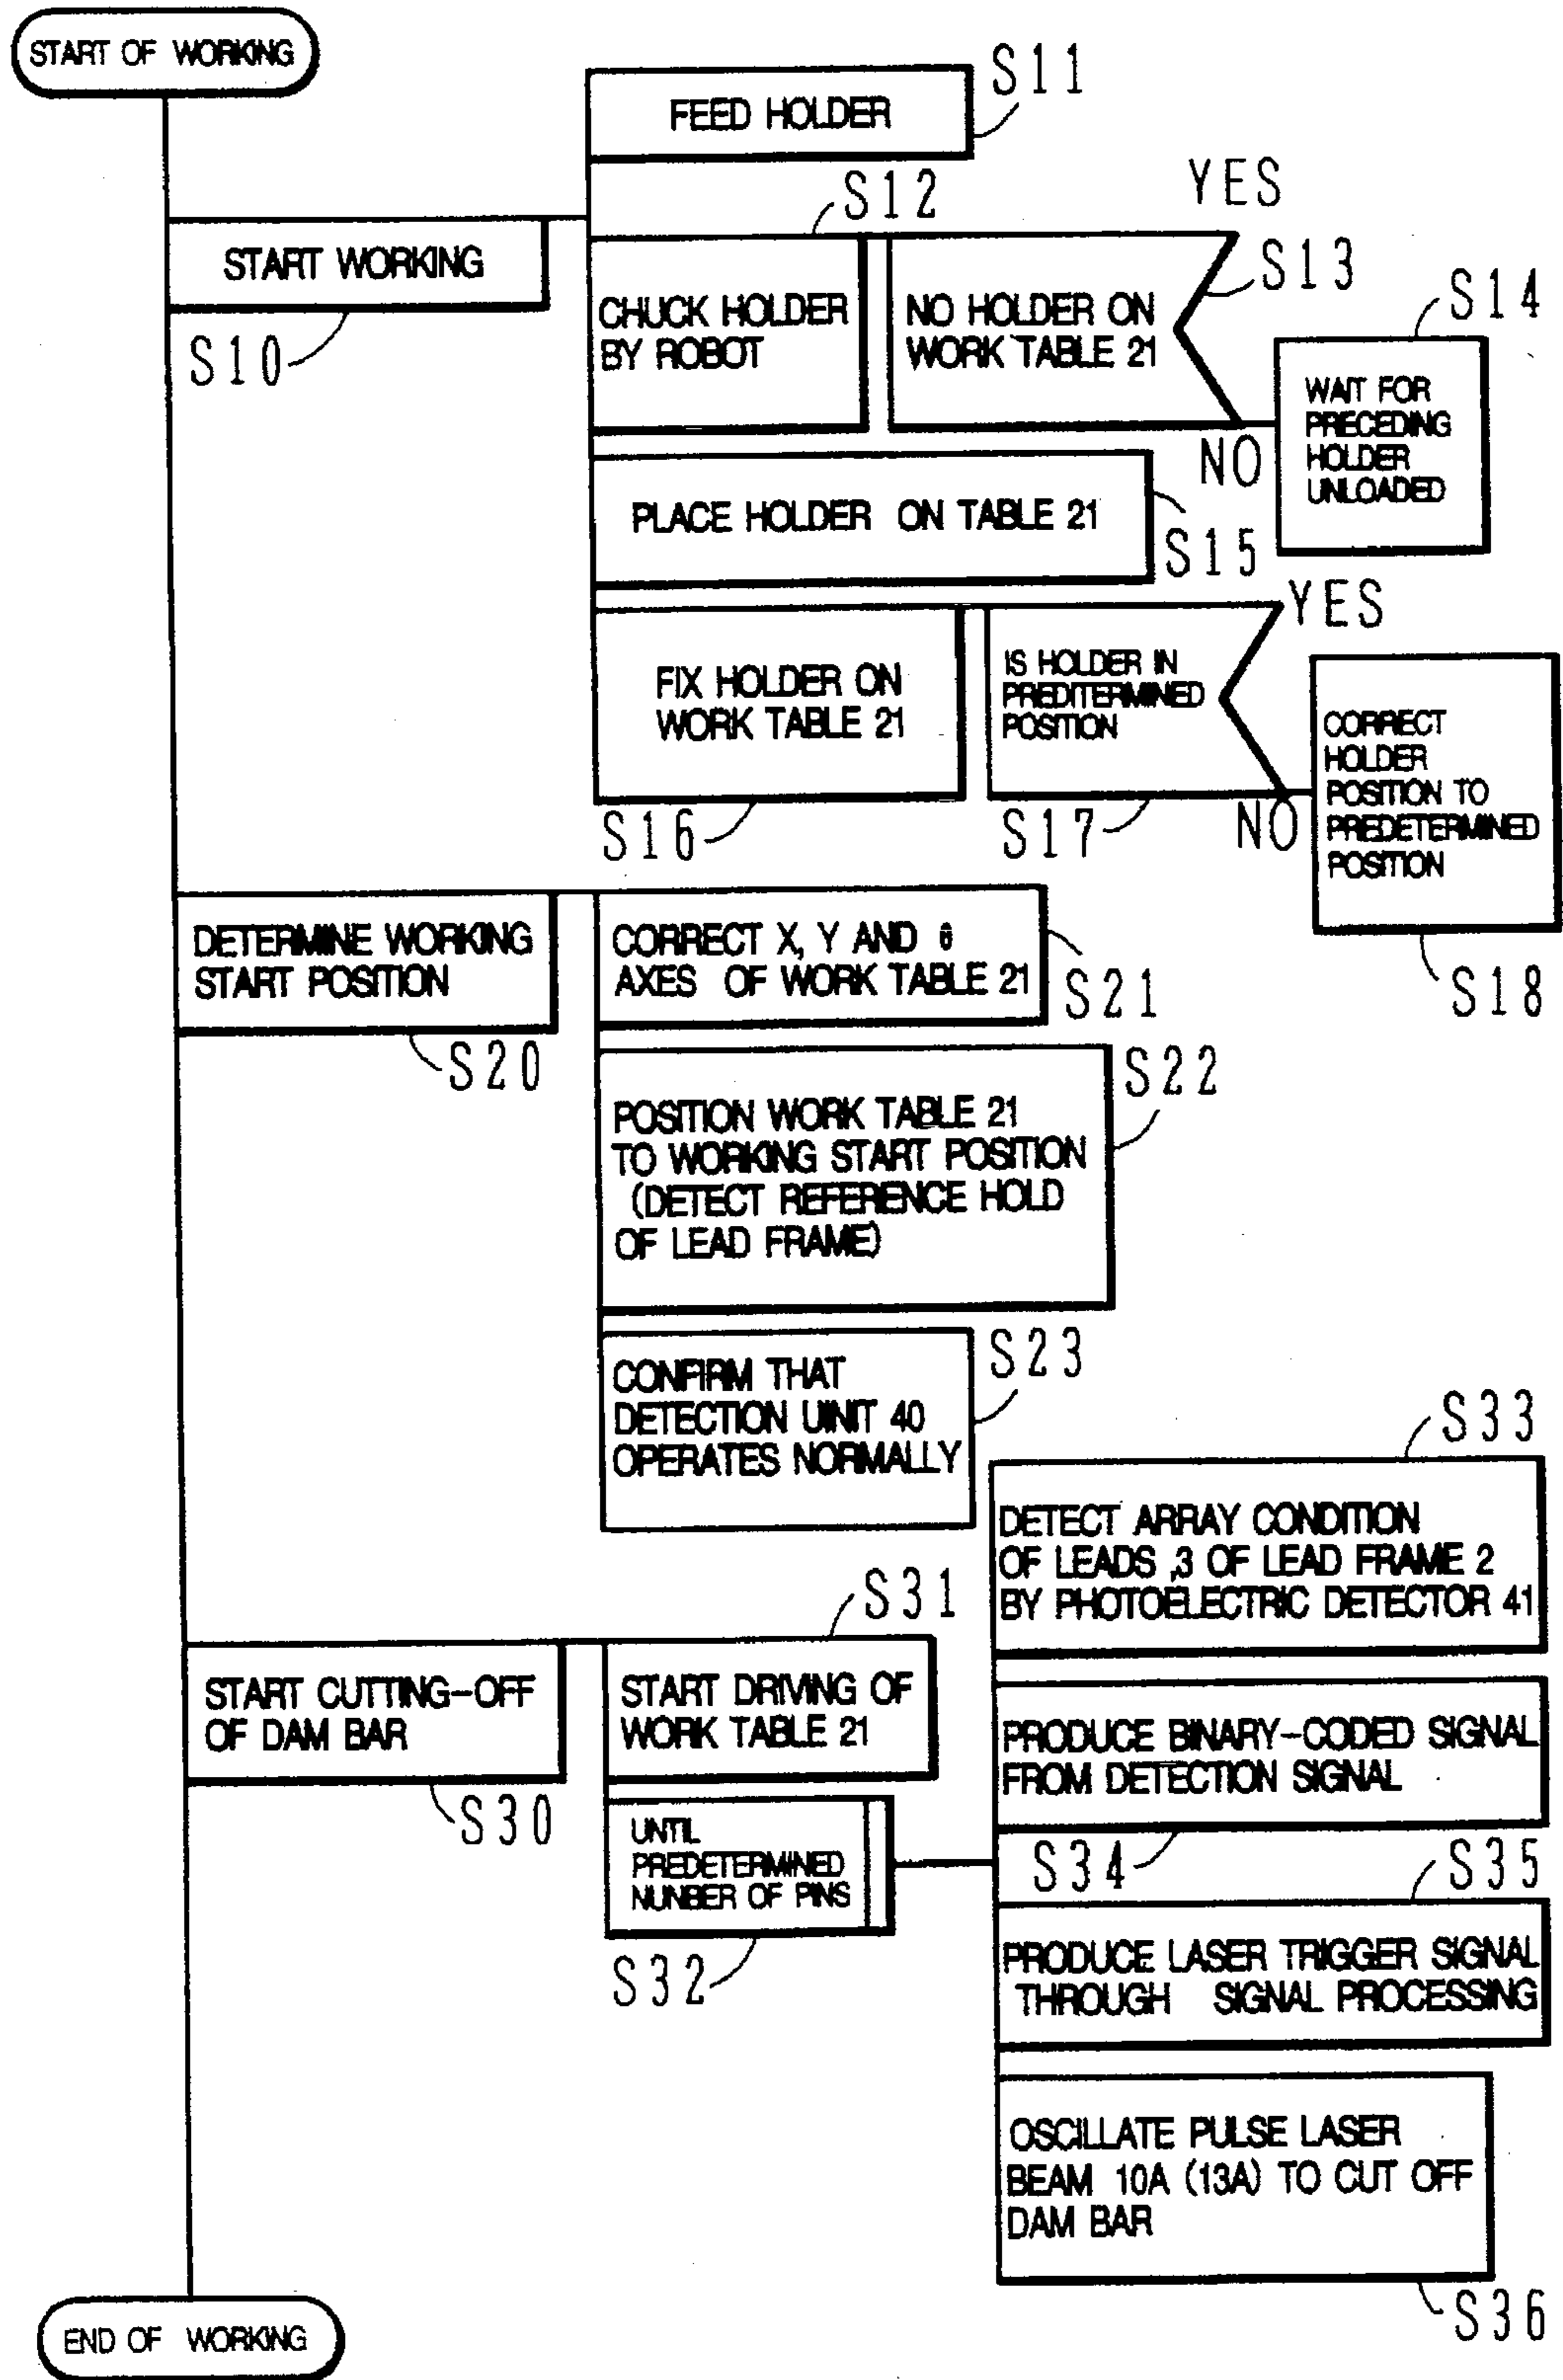 START OF WORKING
S11
FEED HOLDER
S12
YES
START WORKING
S10
CHUCK HOLDER
BY ROBOT
NO HOLDER ON
WORK TABLE 21
S13
S14
NO
WAIT FOR
PRECEDING
HOLDER
UNLOADED
PLACE HOLDER ON TABLE 21
S15
YES
FIX HOLDER ON
WORK TABLE 21
S16
IS HOLDER IN
PREDITERMINED
POSITION
S17
NO
CORRECT
HOLDER
POSITION TO
PREDETERMINED
POSITION
S18
DETERMINE WORKING
START POSITION
S20
CORRECT X, Y AND θ
AXES OF WORK TABLE 21
S21
POSITION WORK TABLE 21
TO WORKING START POSITION
(DETECT REFERENCE HOLD
OF LEAD FRAME)
S22
CONFIRM THAT
DETECTION UINIT 40
OPERATES NORMALLY
S23
START CUTTING-OFF
OF DAM BAR
S30
START DRIVING OF
WORK TABLE 21
S31
UNTIL
PREDETERMINED
NUNBER OF PINS
S32
S33
DETECT ARRAY CONDITION
OF LEADS ,3 OF LEAD FRAME 2
BY PHOTOELECTRIC DETECTOR 41
PRODUCE BINARY-CODED SIGNAL
FROM DETECTION SIGNAL
S34
S35
PRODUCE LASER TRIGGER SIGNAL
THROUGH SIGNAL PROCESSING
OSCILLATE PULSE LASER
BEAM 10A (13A) TO CUT OFF
DAM BAR
S36
END OF WORKING